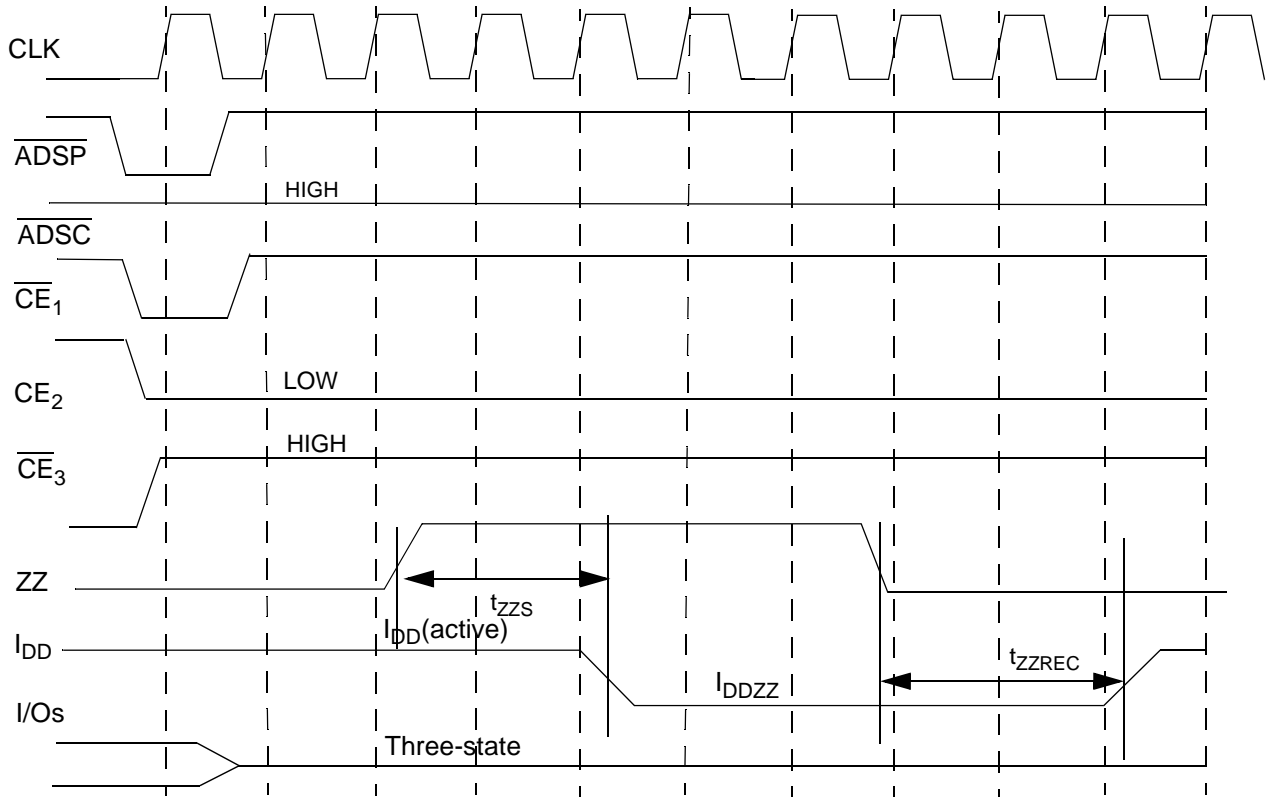 CLK
ADSP
HIGH
ADSC
CE1
LOW
CE2
HIGH
CE3
ZZ
tZZS
IDD(active)
IDD
tZZREC
IDDZZ
I/Os
Three-state